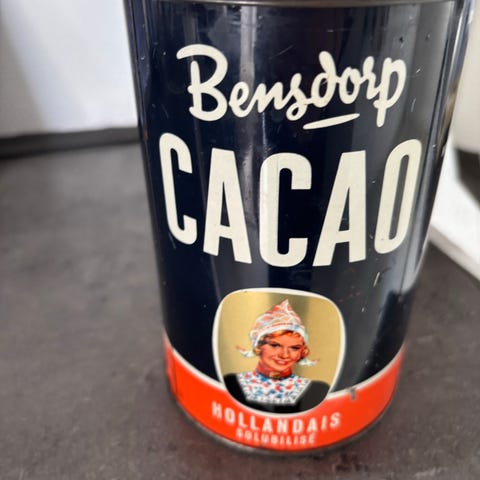 Bensdorp
CACAO
HOLLANDAIS
SOLUBILISÉ